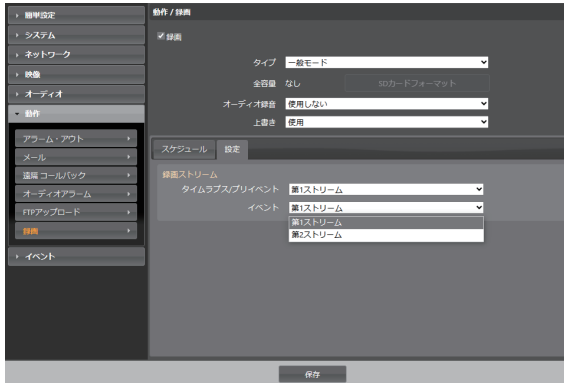 簡単設定
システム
ネットワーク
映像
オーディオ
動作
アラーム・アウト
メール
遠隔 コールバック
オーディオアラーム
FTPアップロード
録画
イベント
動作 / 録画
録画
タイプ 一般モード
全容量 なし SDカードフォーマット
オーディオ録音 使用しない
上書き 使用
スケジュール 設定
録画ストリーム
タイムラプス/プリイベント 第1ストリーム
イベント 第1ストリーム
第1ストリーム
第2ストリーム
保存